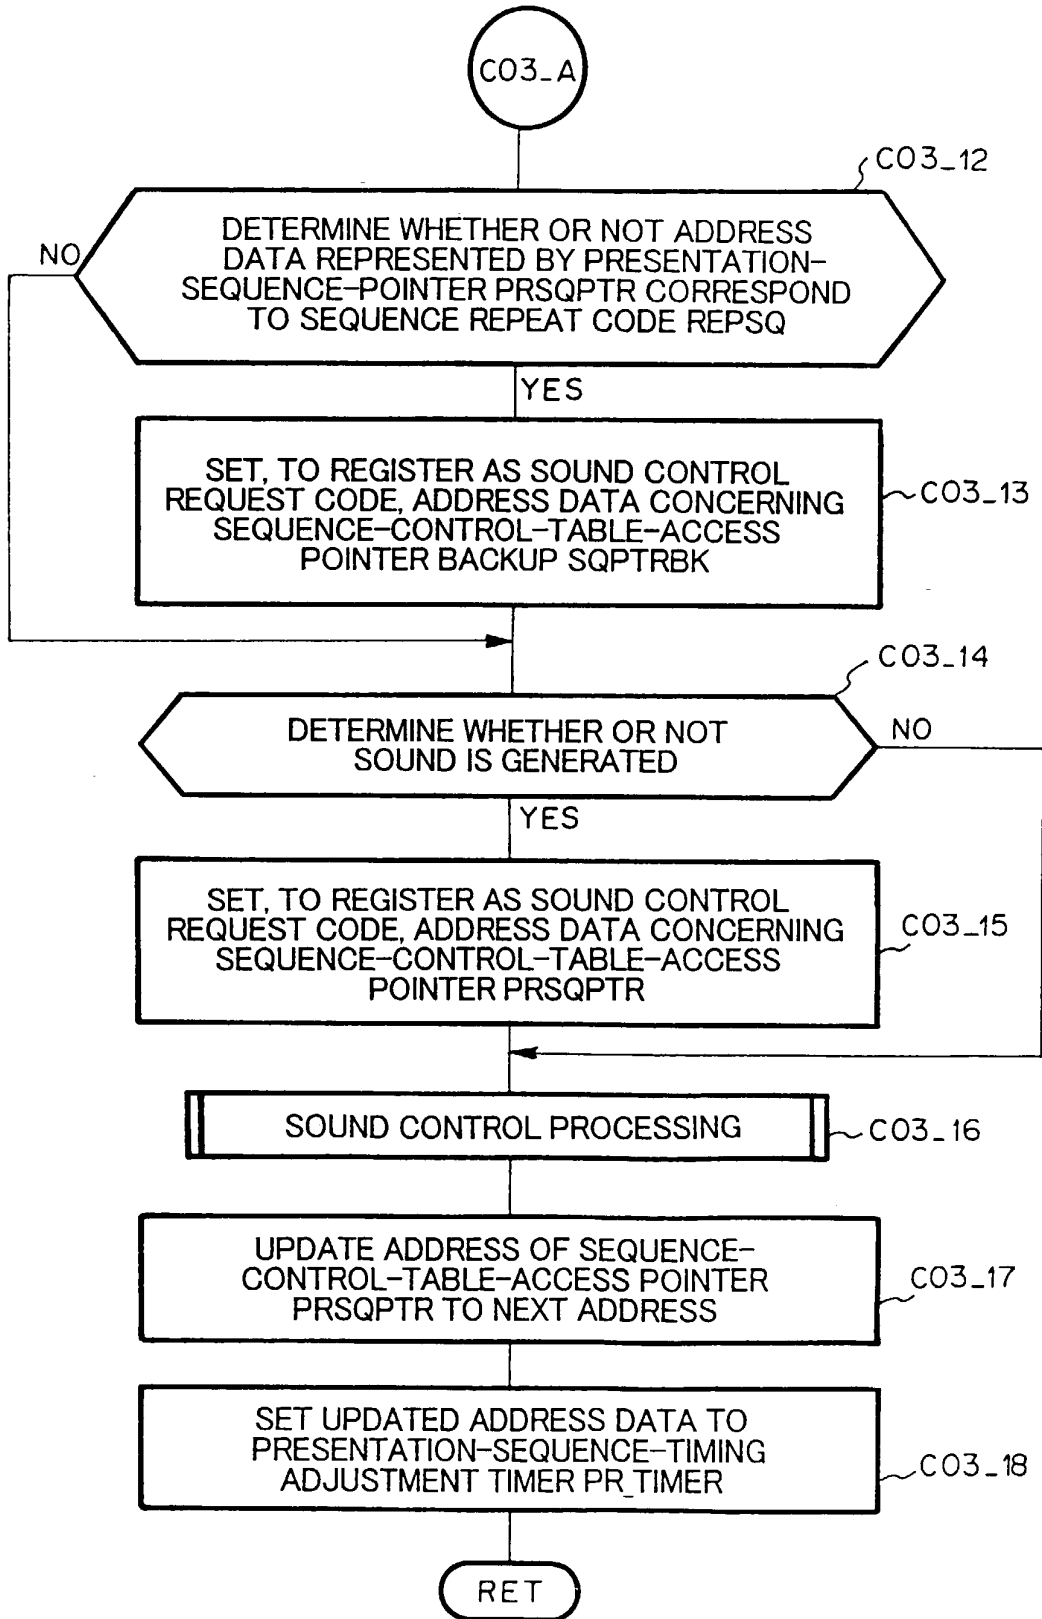 C03_A
C03_12
DETERMINE WHETHER OR NOT ADDRESS
DATA REPRESENTED BY PRESENTATION-
SEQUENCE-POINTER PRSQPTR CORRESPOND
TO SEQUENCE REPEAT CODE REPSQ
NO
YES
SET, TO REGISTER AS SOUND CONTROL
REQUEST CODE, ADDRESS DATA CONCERNING
SEQUENCE-CONTROL-TABLE-ACCESS
POINTER BACKUP SQPTRBK
C03_13
C03_14
DETERMINE WHETHER OR NOT
SOUND IS GENERATED
NO
YES
SET, TO REGISTER AS SOUND CONTROL
REQUEST CODE, ADDRESS DATA CONCERNING
SEQUENCE-CONTROL-TABLE-ACCESS
POINTER PRSQPTR
C03_15
SOUND CONTROL PROCESSING
C03_16
UPDATE ADDRESS OF SEQUENCE-
CONTROL-TABLE-ACCESS POINTER
PRSQPTR TO NEXT ADDRESS
C03_17
SET UPDATED ADDRESS DATA TO
PRESENTATION-SEQUENCE-TIMING
ADJUSTMENT TIMER PR_TIMER
C03_18
RET